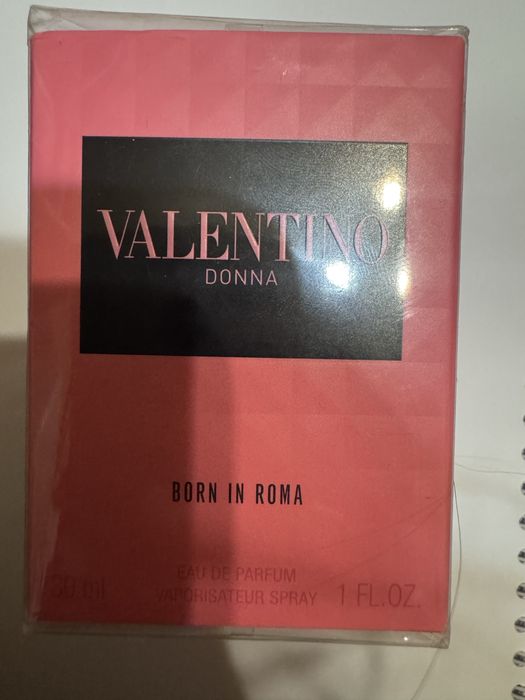 VALENTINO
DONNA
BORN IN ROMA
EAU DE PARFUM
30 ml VAPORISATEUR SPRAY 1 FL.OZ.